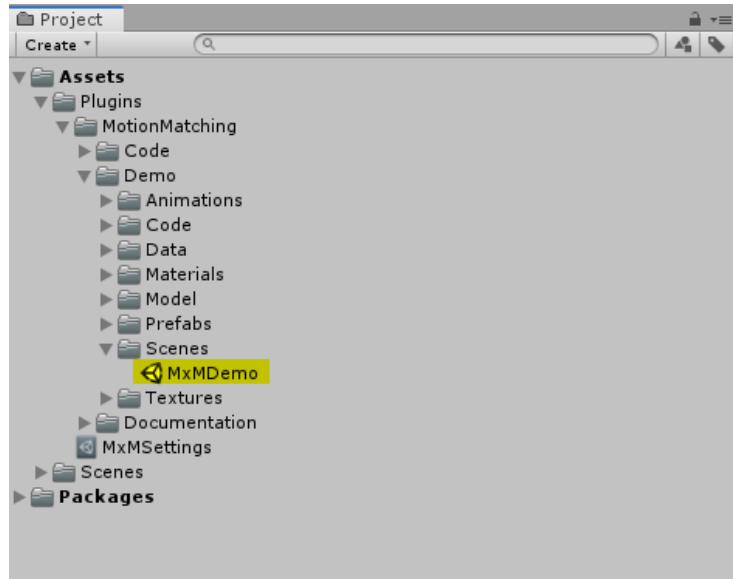 Project
Create
Assets
Plugins
MotionMatching
Code
Demo
Animations
Code
Data
Materials
Model
Prefabs
Scenes
MxMDemo
Textures
Documentation
MxMSettings
Scenes
Packages